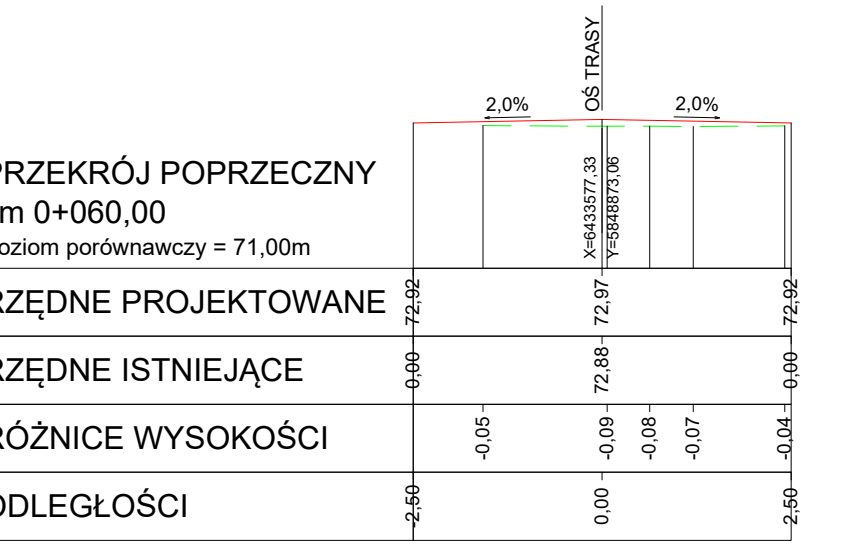 OŚ TRASY
2,0%
2,0%
X=6433577,33
Y=5848873,06
PRZEKRÓJ POPRZECZNY
m 0+060,00
oziom porównawczy = 71,00m
RZĘDNE PROJEKTOWANE
72,92
72,97
72,92
RZĘDNE ISTNIEJĄCE
0,00
72,88
0,00
RÓŻNICE WYSOKOŚCI
-0,05
-0,09
-0,08
-0,07
-0,04
ODLEGŁOŚCI
-2,50
0,00
2,50